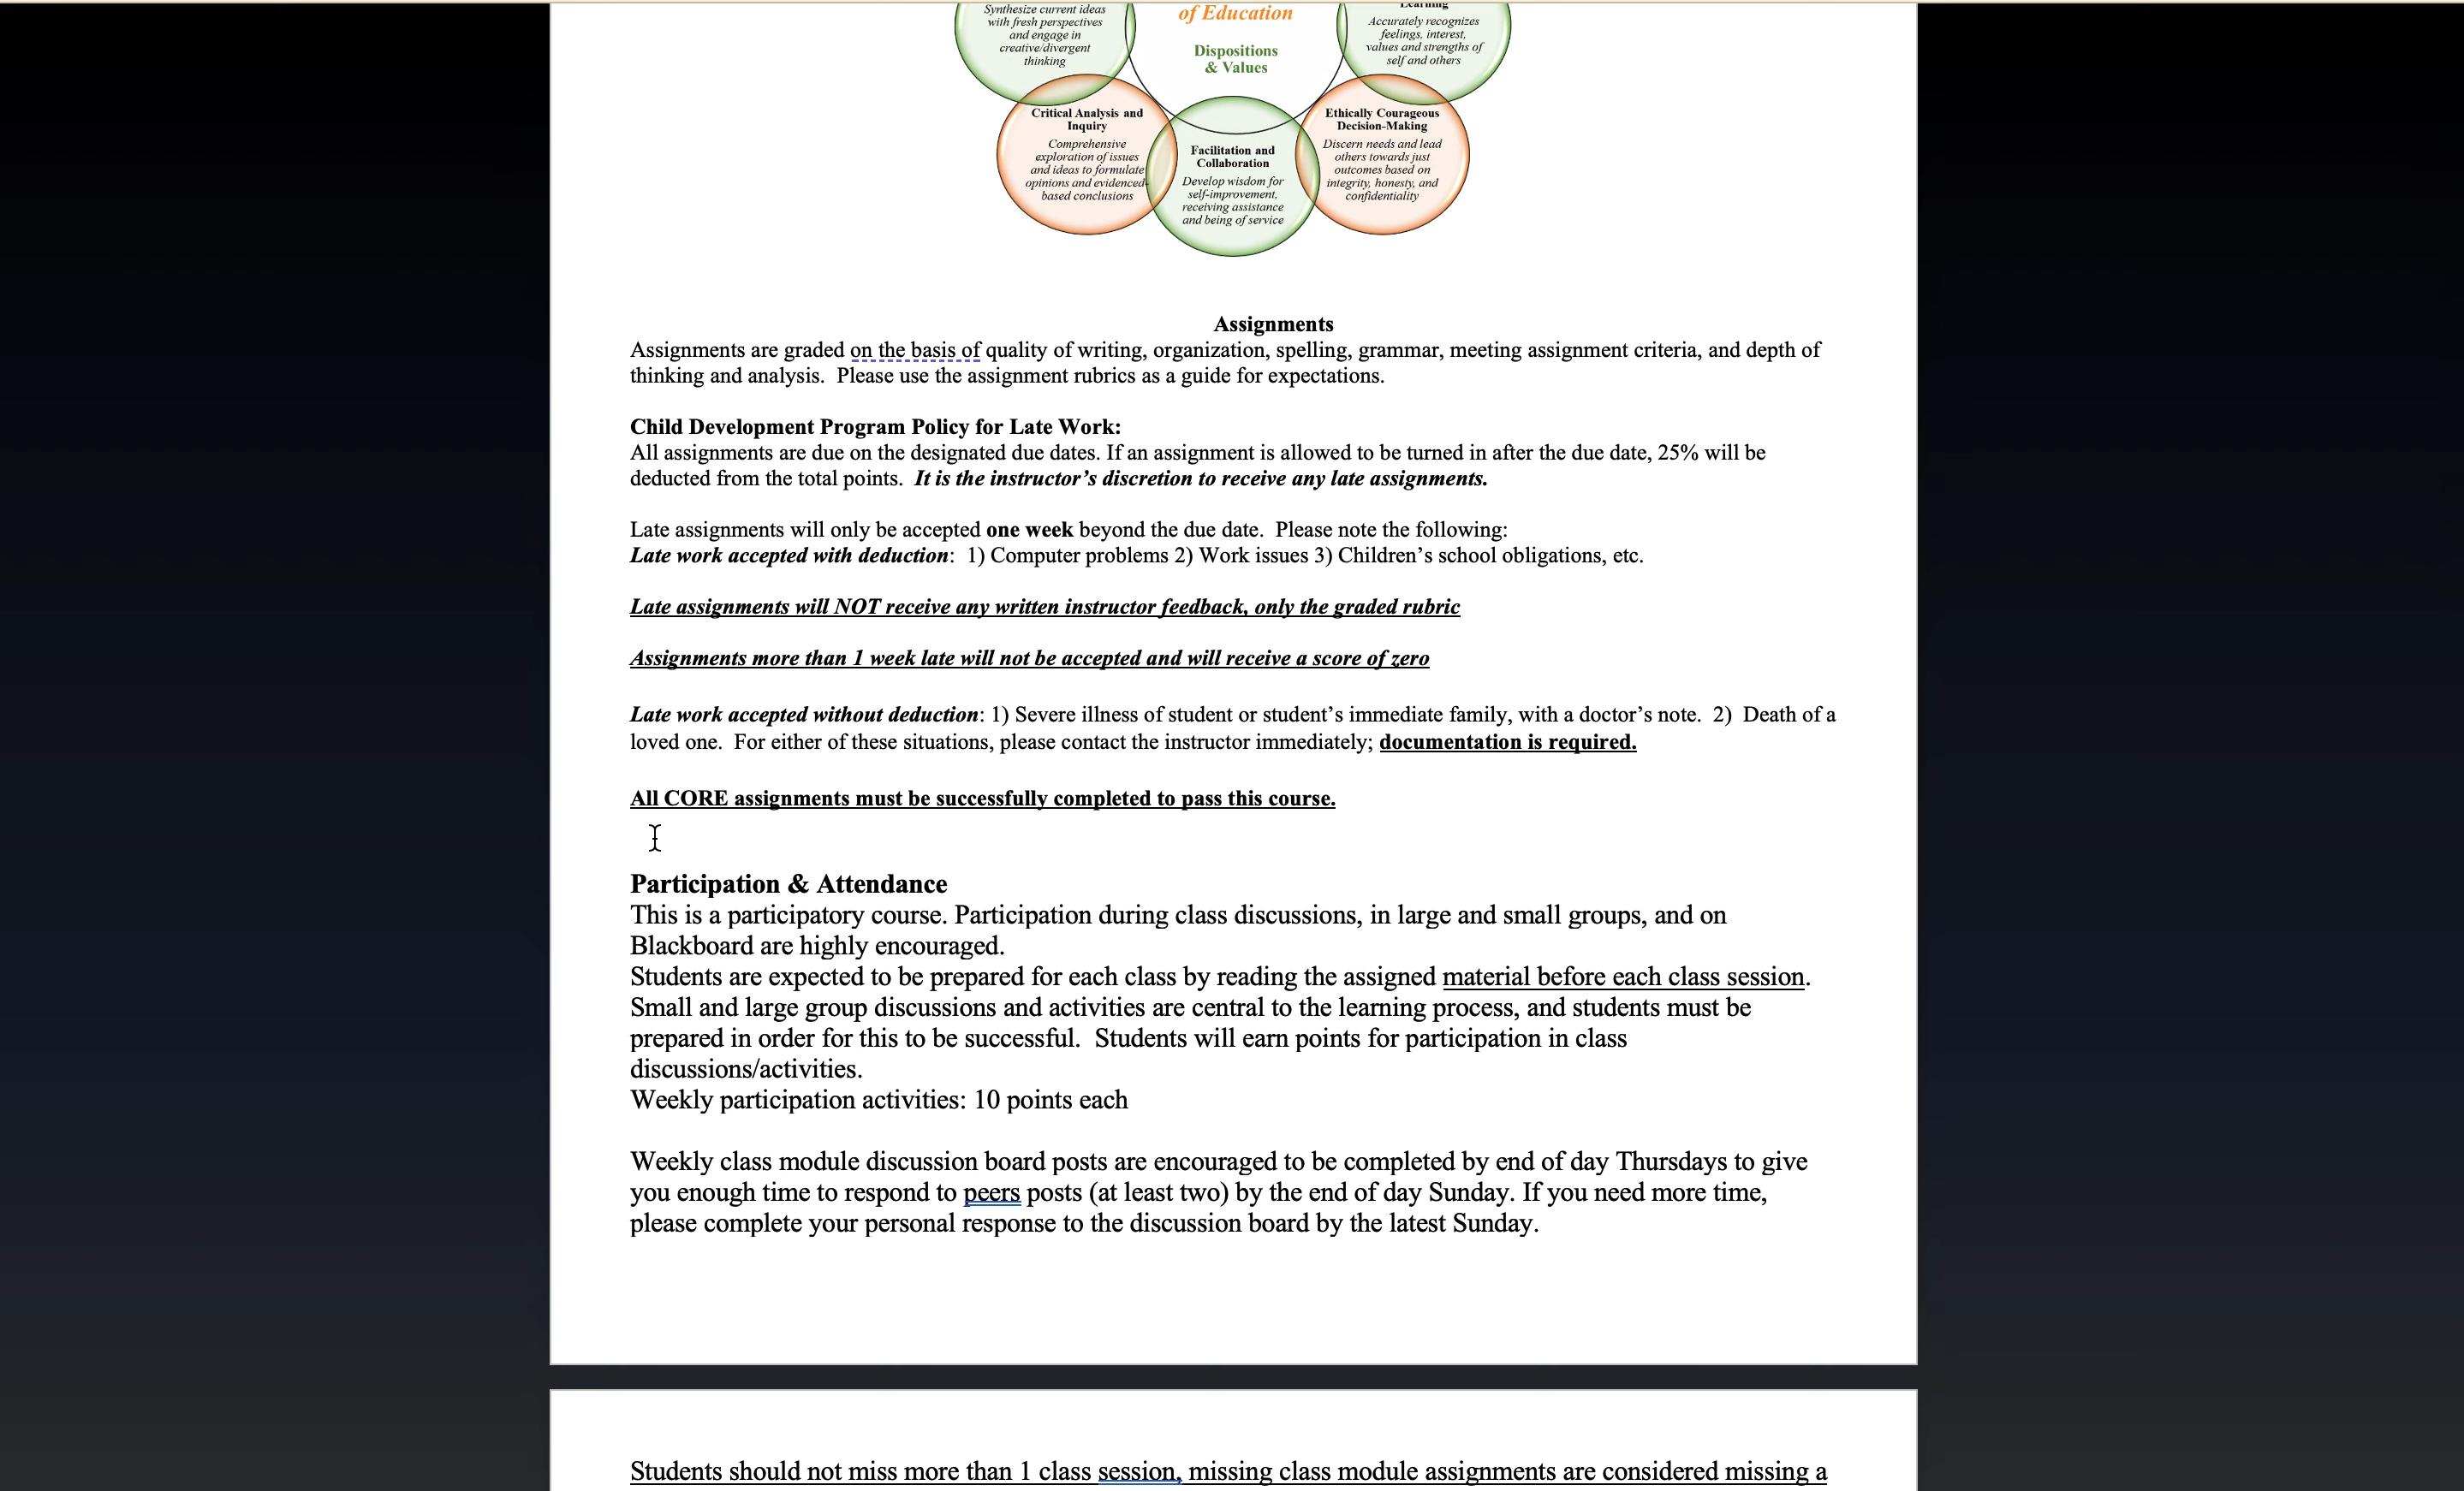 Synthesize current ideas
with fresh perspectives
and engage in
creative/divergent
thinking
of Education
Dispositions
& Values
Learning
Accurately recognizes
feelings, interest,
values and strengths of
self and others
Critical Analysis and
Inquiry
Comprehensive
exploration of issues
and ideas to formulate
opinions and evidenced-
based conclusions
Facilitation and
Collaboration
Develop wisdom for
self-improvement,
receiving assistance
and being of service
Ethically Courageous
Decision-Making
Discern needs and lead
others towards just
outcomes based on
integrity, honesty, and
confidentiality
Assignments
Assignments are graded on the basis of quality of writing, organization, spelling, grammar, meeting assignment criteria, and depth of
thinking and analysis.  Please use the assignment rubrics as a guide for expectations.
Child Development Program Policy for Late Work:
All assignments are due on the designated due dates. If an assignment is allowed to be turned in after the due date, 25% will be
deducted from the total points.  It is the instructor's discretion to receive any late assignments.
Late assignments will only be accepted one week beyond the due date.  Please note the following:
Late work accepted with deduction:  1) Computer problems 2) Work issues 3) Children's school obligations, etc.
Late assignments will NOT receive any written instructor feedback, only the graded rubric
Assignments more than 1 week late will not be accepted and will receive a score of zero
Late work accepted without deduction: 1) Severe illness of student or student's immediate family, with a doctor's note.  2)  Death of a
loved one.  For either of these situations, please contact the instructor immediately; documentation is required.
All CORE assignments must be successfully completed to pass this course.
Participation & Attendance
This is a participatory course. Participation during class discussions, in large and small groups, and on
Blackboard are highly encouraged.
Students are expected to be prepared for each class by reading the assigned material before each class session.
Small and large group discussions and activities are central to the learning process, and students must be
prepared in order for this to be successful.  Students will earn points for participation in class
discussions/activities.
Weekly participation activities: 10 points each
Weekly class module discussion board posts are encouraged to be completed by end of day Thursdays to give
you enough time to respond to peers posts (at least two) by the end of day Sunday. If you need more time,
please complete your personal response to the discussion board by the latest Sunday.
Students should not miss more than 1 class session, missing class module assignments are considered missing a